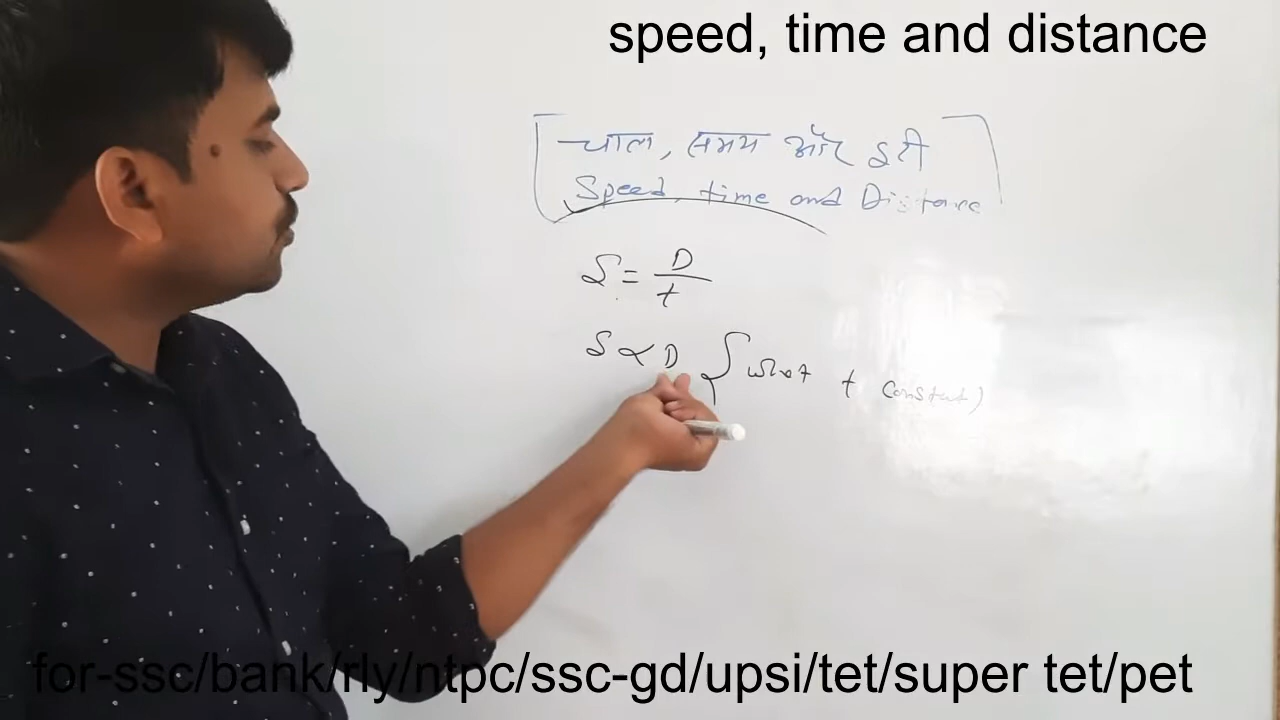 speed, time and distance
चाल, समय और दूरी
Speed, time and Distance
S = D/t
S ∝ D { when t constant)
for-ssc/bank/rly/ntpc/ssc-gd/upsi/tet/super tet/pet